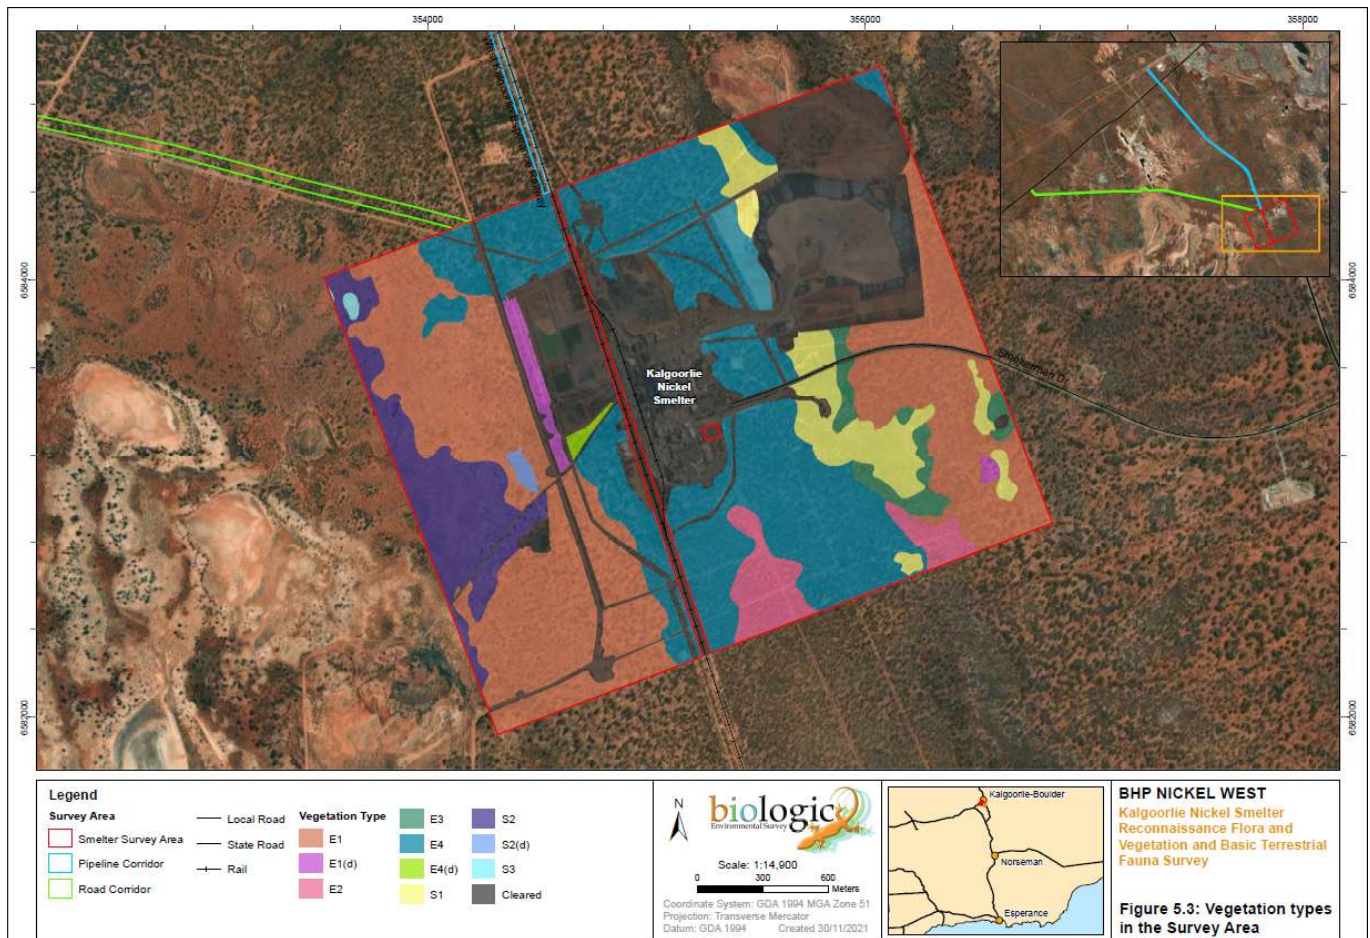 354000
356000
358000
6584000
6584000
6582000
6582000
Kalgoorlie
Nickel
Smelter
Smelterman Dr
Legend
Survey Area
Smelter Survey Area
Pipeline Corridor
Road Corridor
Local Road
State Road
Rail
Vegetation Type
E1
E1(d)
E2
E3
E4
E4(d)
S1
S2
S2(d)
S3
Cleared
N
biologic
Environmental Survey
Scale: 1:14,900
0 300 600
Meters
Coordinate System: GDA 1994 MGA Zone 51
Projection: Transverse Mercator
Datum: GDA 1994 Created 30/11/2021
Kalgoorlie-Boulder
Norseman
Esperance
BHP NICKEL WEST
Kalgoorlie Nickel Smelter
Reconnaissance Flora and
Vegetation and Basic Terrestrial
Fauna Survey
Figure 5.3: Vegetation types
in the Survey Area